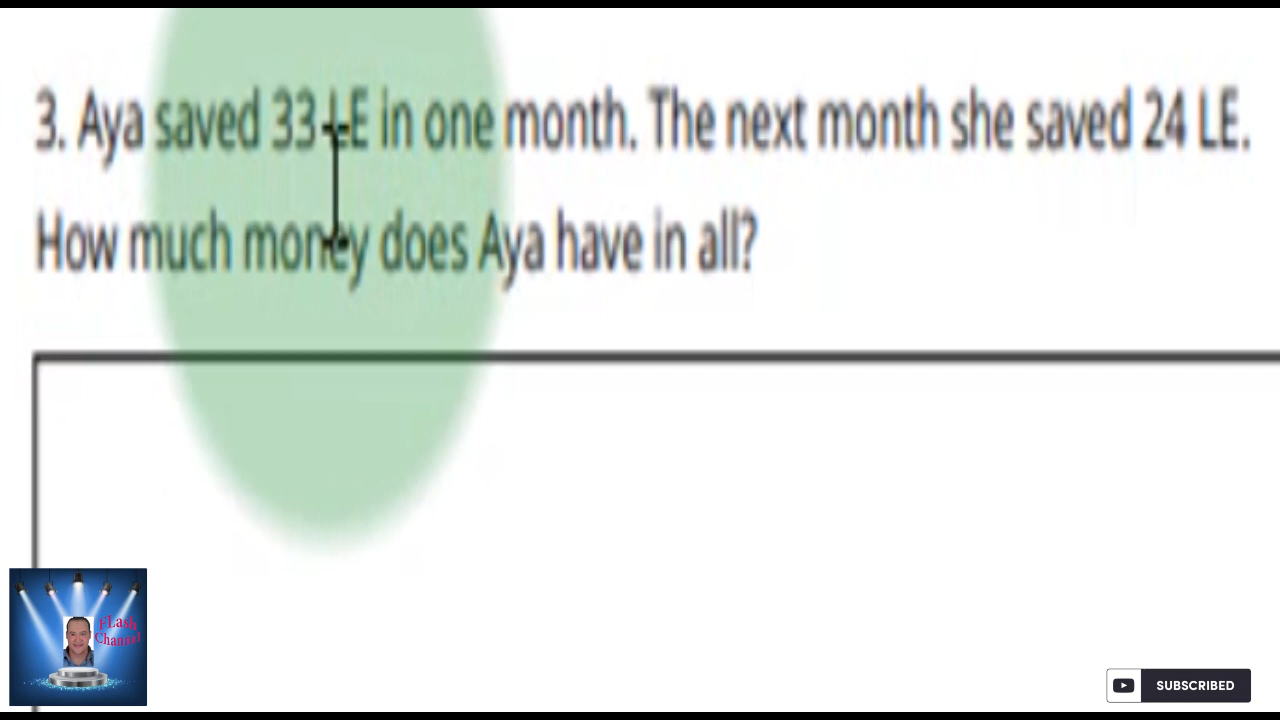 3. Aya saved 33 LE in one month. The next month she saved 24 LE.
How much money does Aya have in all?
FLash
Channel
SUBSCRIBED